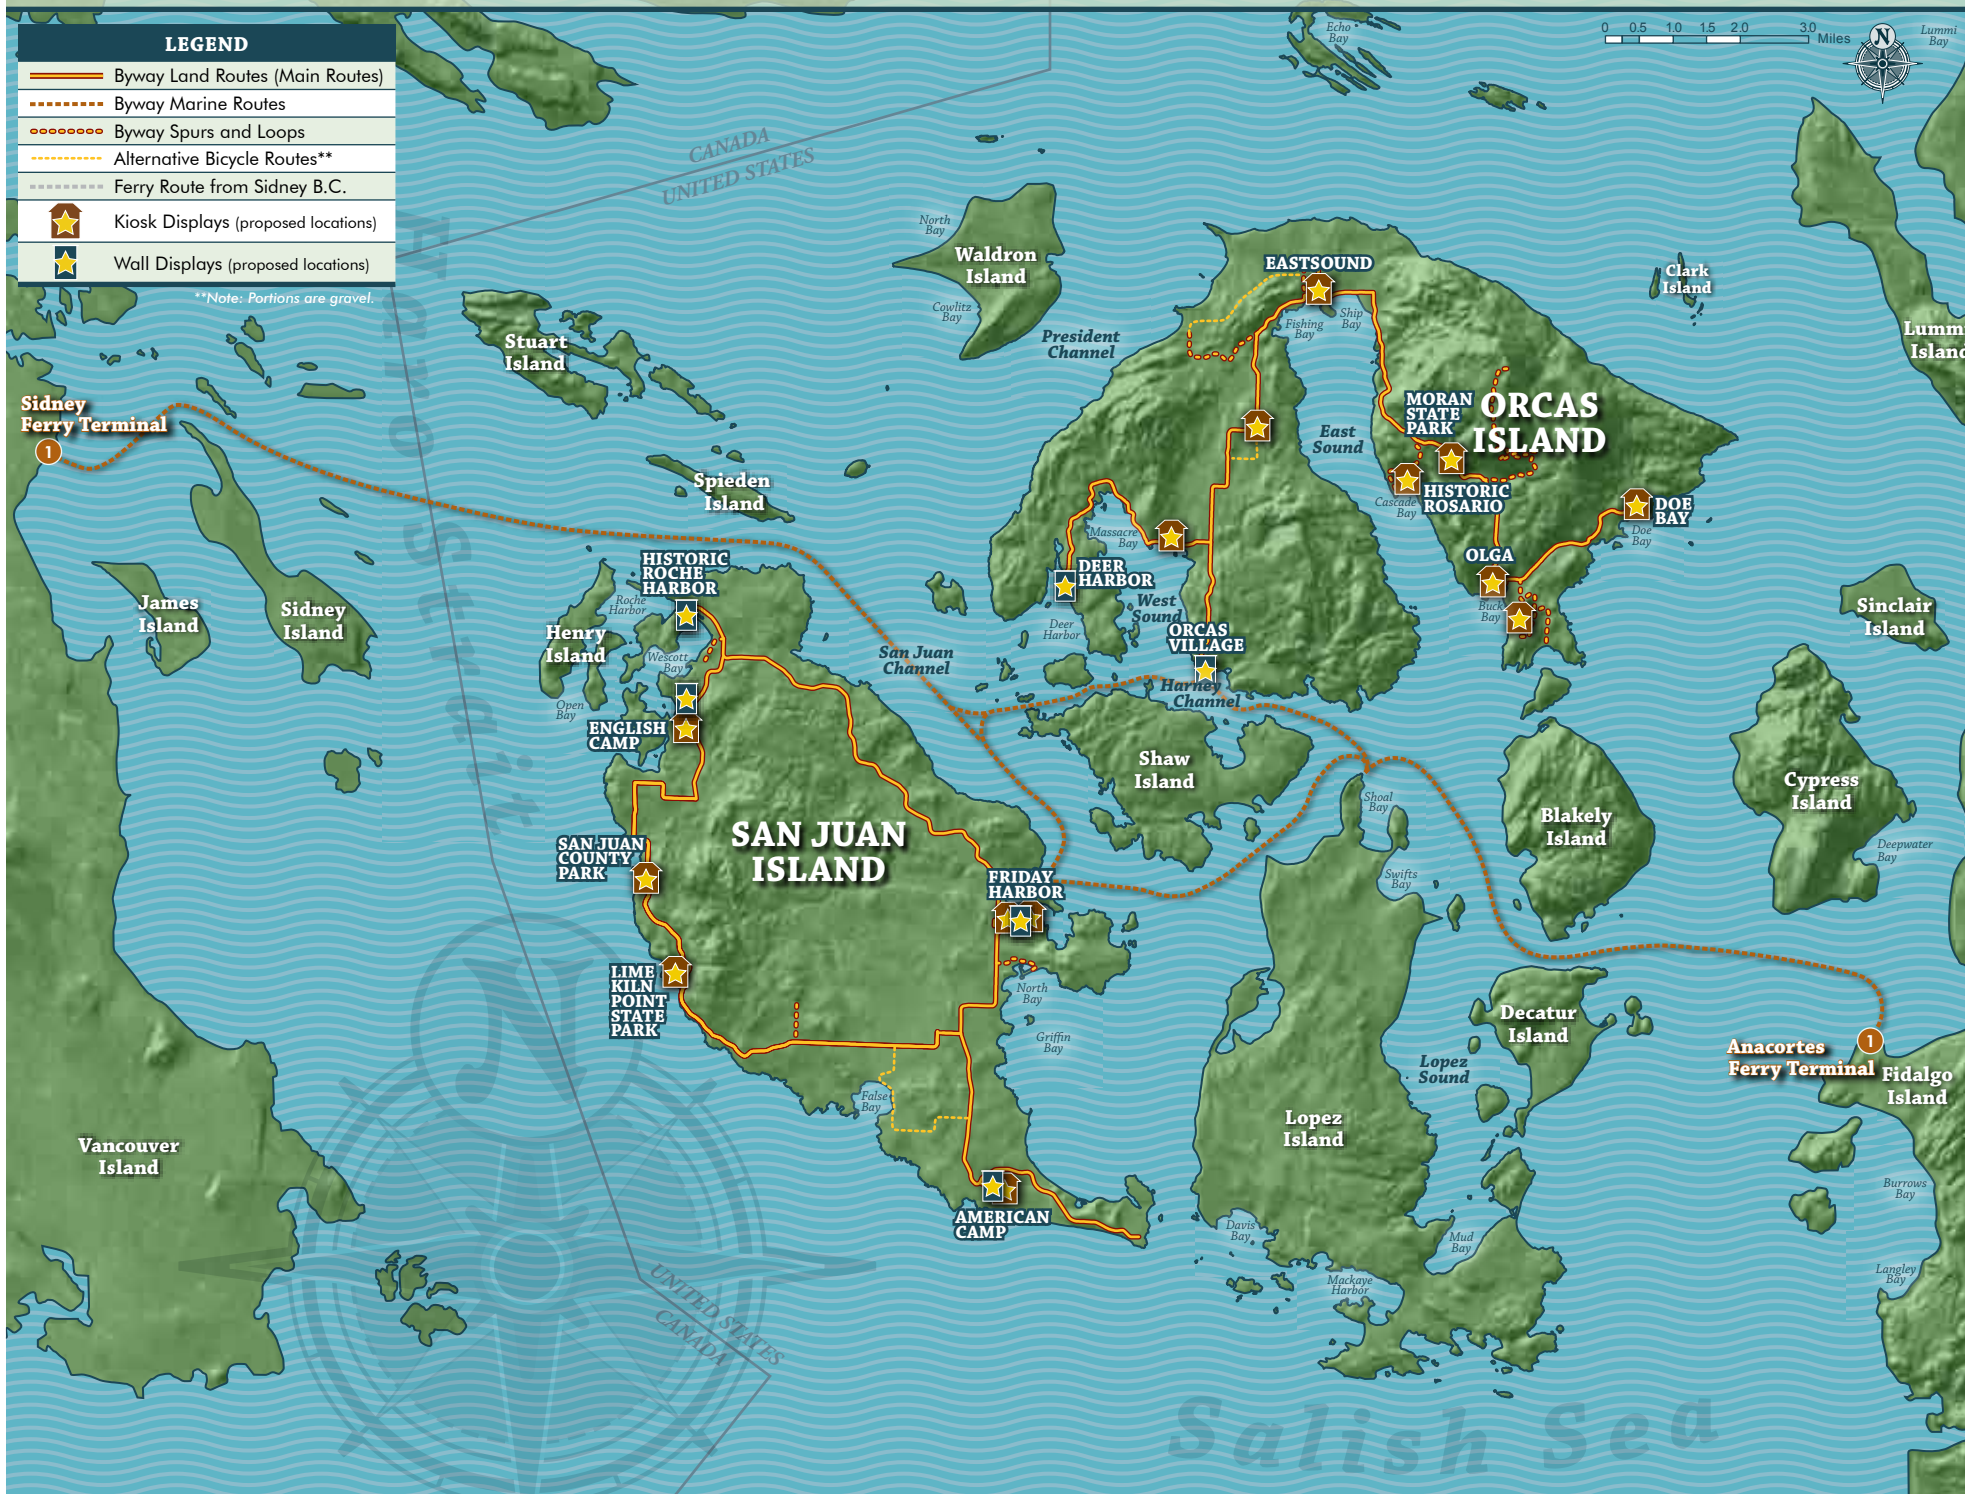 LEGEND
Byway Land Routes (Main Routes)
Byway Marine Routes
Byway Spurs and Loops
Alternative Bicycle Routes**
Ferry Route from Sidney B.C.
Kiosk Displays (proposed locations)
Wall Displays (proposed locations)
**Note: Portions are gravel.
0 0.5 1.0 1.5 2.0 3.0 Miles
N
Echo
Bay
Lummi
Bay
CANADA
UNITED STATES
Haro Strait
North
Bay
Waldron
Island
Cowlitz
Bay
President
Channel
EASTSOUND
Fishing
Bay
Ship
Bay
Clark
Island
Lummi
Island
Stuart
Island
Sidney
Ferry Terminal
1
MORAN
STATE
PARK
ORCAS
ISLAND
East
Sound
Spieden
Island
Cascade
Bay
HISTORIC
ROSARIO
DOE
BAY
Doe
Bay
Massacre
Bay
OLGA
Buck
Bay
DEER
HARBOR
Deer
Harbor
West
Sound
ORCAS
VILLAGE
Harney
Channel
San Juan
Channel
HISTORIC
ROCHE
HARBOR
Roche
Harbor
James
Island
Sidney
Island
Henry
Island
Wescott
Bay
Open
Bay
ENGLISH
CAMP
Sinclair
Island
Shaw
Island
Shoal
Bay
Cypress
Island
Blakely
Island
Deepwater
Bay
SAN JUAN
ISLAND
SAN JUAN
COUNTY
PARK
FRIDAY
HARBOR
Swifts
Bay
LIME
KILN
POINT
STATE
PARK
N
North
Bay
Griffin
Bay
Decatur
Island
Lopez
Sound
1
Anacortes
Ferry Terminal
Fidalgo
Island
False
Bay
Lopez
Island
Vancouver
Island
Burrows
Bay
AMERICAN
CAMP
Davis
Bay
Mud
Bay
Mackaye
Harbor
Langley
Bay
UNITED STATES
CANADA
Salish Sea